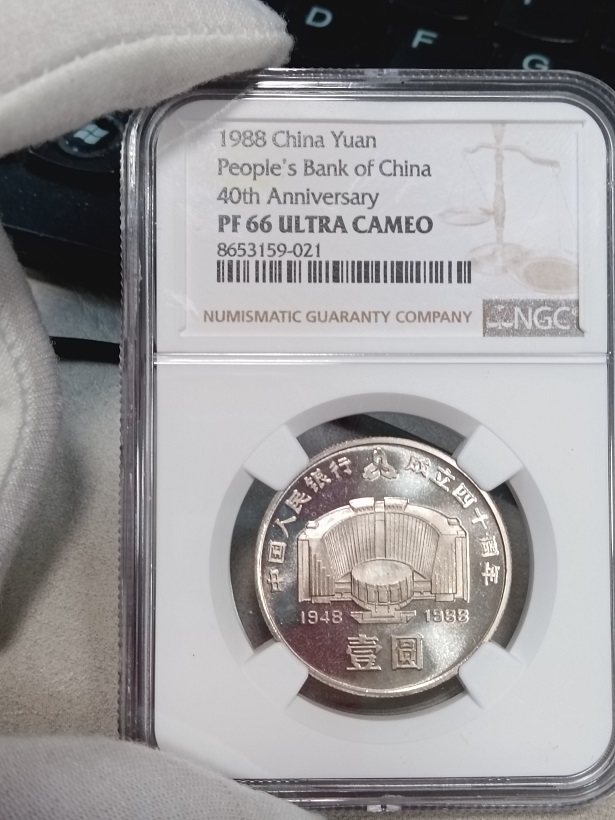 D
F
G
1988 China Yuan
People's Bank of China
40th Anniversary
PF 66 ULTRA CAMEO
8653159-021
NUMISMATIC GUARANTY COMPANY
NGC
中国人民银行 成立四十周年
1948 1988
壹圆